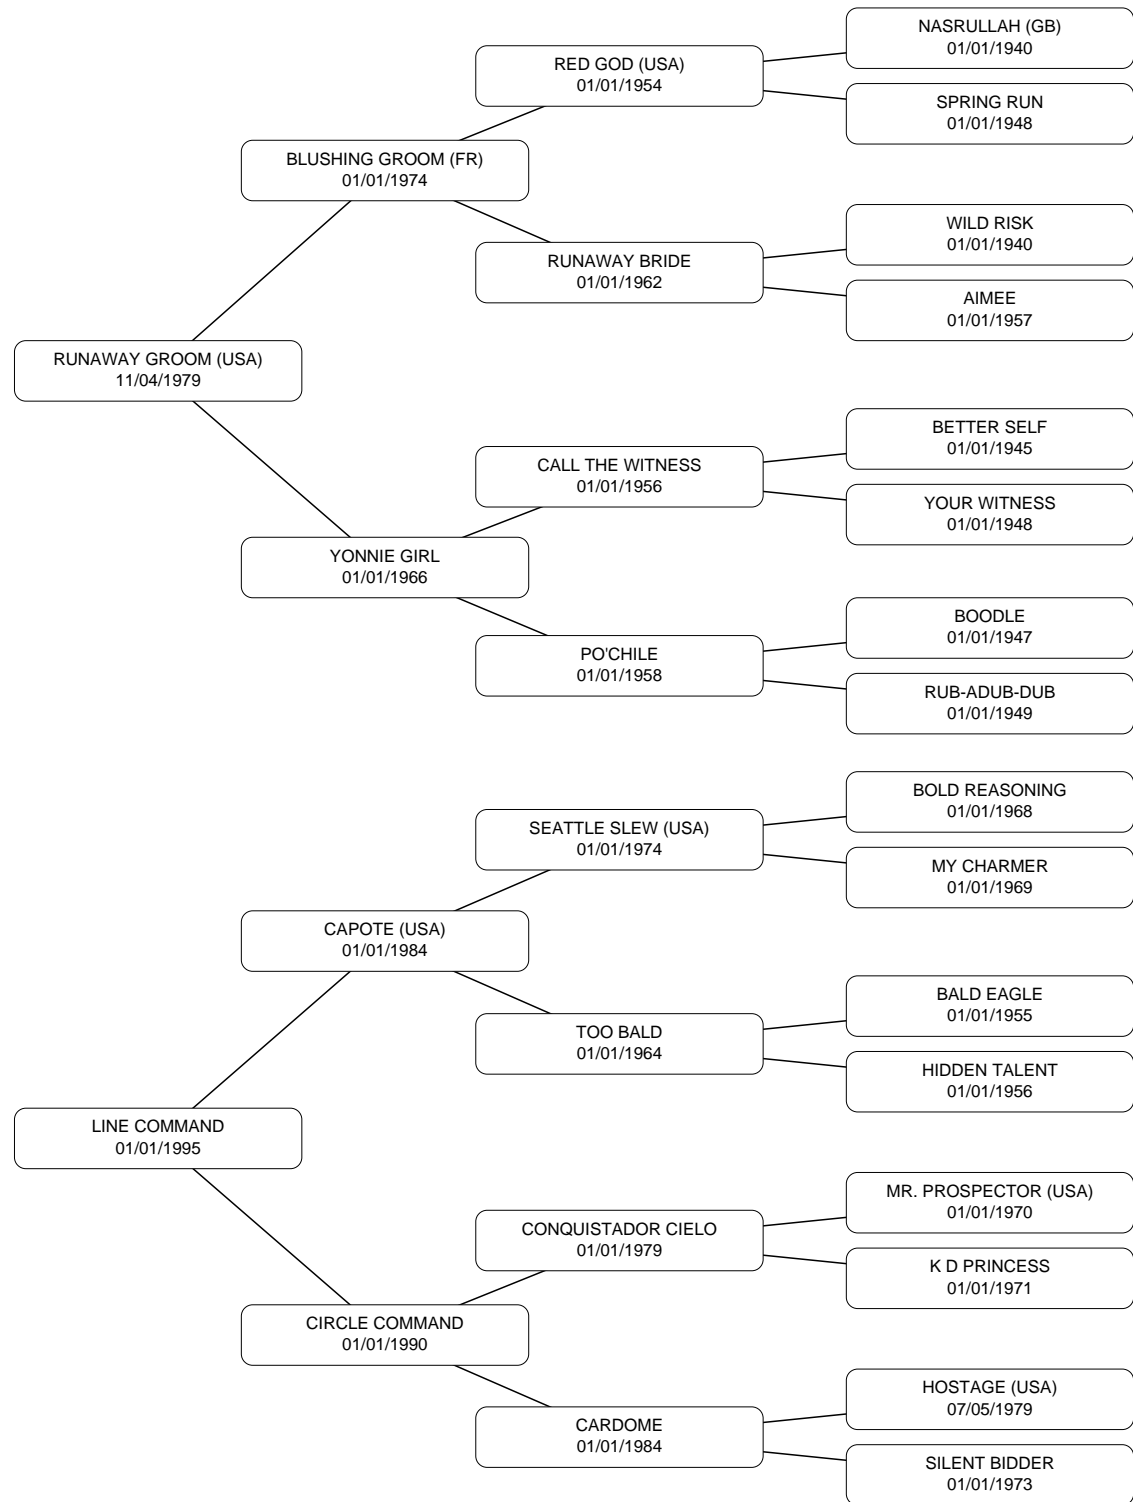 NASRULLAH (GB)
01/01/1940
RED GOD (USA)
01/01/1954
SPRING RUN
01/01/1948
BLUSHING GROOM (FR)
01/01/1974
WILD RISK
01/01/1940
RUNAWAY BRIDE
01/01/1962
AIMEE
01/01/1957
RUNAWAY GROOM (USA)
11/04/1979
BETTER SELF
01/01/1945
CALL THE WITNESS
01/01/1956
YOUR WITNESS
01/01/1948
YONNIE GIRL
01/01/1966
BOODLE
01/01/1947
PO'CHILE
01/01/1958
RUB-ADUB-DUB
01/01/1949
BOLD REASONING
01/01/1968
SEATTLE SLEW (USA)
01/01/1974
MY CHARMER
01/01/1969
CAPOTE (USA)
01/01/1984
BALD EAGLE
01/01/1955
TOO BALD
01/01/1964
HIDDEN TALENT
01/01/1956
LINE COMMAND
01/01/1995
MR. PROSPECTOR (USA)
01/01/1970
CONQUISTADOR CIELO
01/01/1979
K D PRINCESS
01/01/1971
CIRCLE COMMAND
01/01/1990
HOSTAGE (USA)
07/05/1979
CARDOME
01/01/1984
SILENT BIDDER
01/01/1973